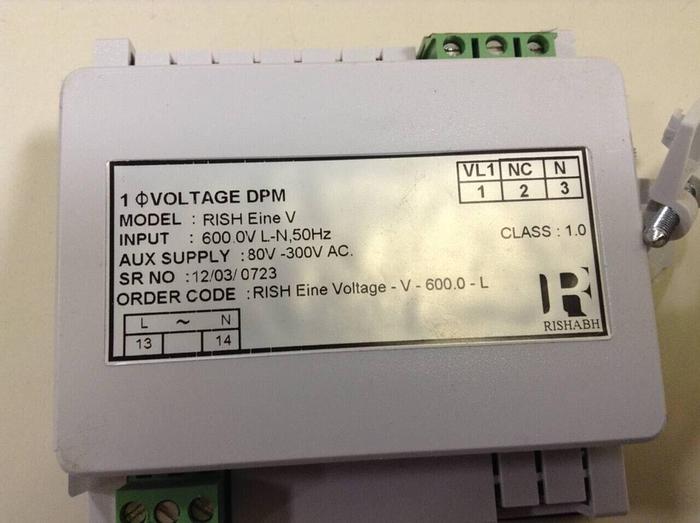 1 ΦVOLTAGE DPM
MODEL : RISH Eine V
INPUT : 600.0V L-N,50Hz
AUX SUPPLY :80V -300V AC.
SR NO :12/03/ 0723
ORDER CODE :RISH Eine Voltage - V - 600.0 - L
VL1 NC N
1 2 3
CLASS : 1.0
L ~ N
13 14
R
RISHABH